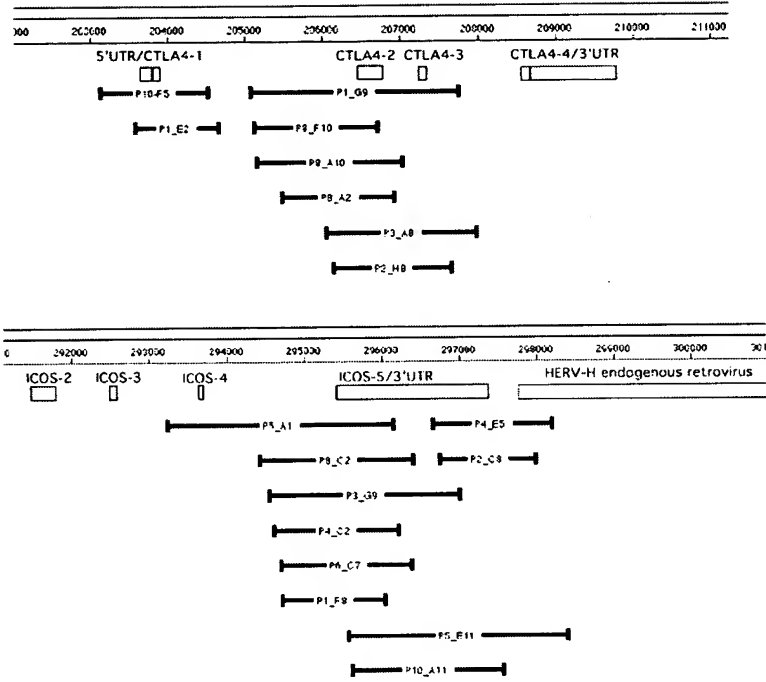 203000 204000 205000 206000 207000 208000 209000 210000 211000
5'UTR/CTLA4-1 CTLA4-2 CTLA4-3 CTLA4-4/3'UTR
P10-F5 P1_G9
P1_E2 P9_F10
P9_A10
P8_A2
P3_A8
P2_H8
0 292000 293000 294000 295000 296000 297000 298000 299000 300000 301
ICOS-2 ICOS-3 ICOS-4 ICOS-5/3'UTR HERV-H endogenous retrovirus
P5_A1 P4_E5
P8_C2 P2_C8
P3_G9
P4_C2
P6_C7
P1_F8
P5_E11
P10_A11